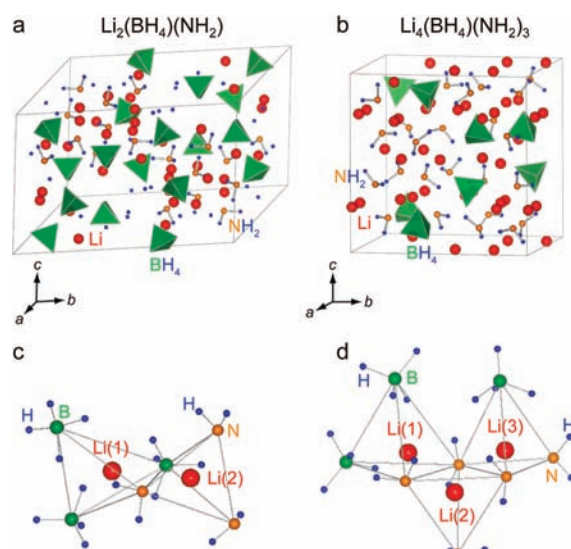 a Li₂(BH₄)(NH₂)
b Li₄(BH₄)(NH₂)₃
NH₂
Li
BH₄
c
b
a
NH₂
Li
BH₄
c
b
a
c
H
B
Li(1)
H
N
Li(2)
d
H
B
Li(1)
Li(3)
H
N
Li(2)